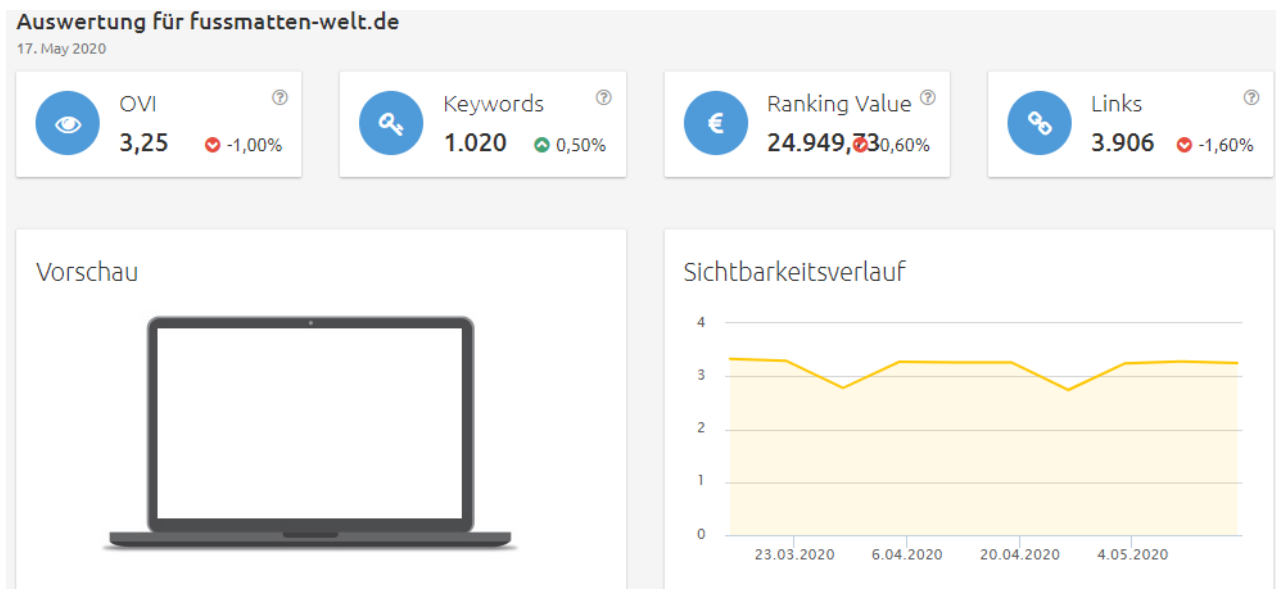 Auswertung für fussmatten-welt.de
17. May 2020
OVI
3,25 -1,00%
Keywords
1.020 0,50%
Ranking Value
€ 24.949,73 0,60%
Links
3.906 -1,60%
Vorschau
Sichtbarkeitsverlauf
4
3
2
1
0
23.03.2020 6.04.2020 20.04.2020 4.05.2020